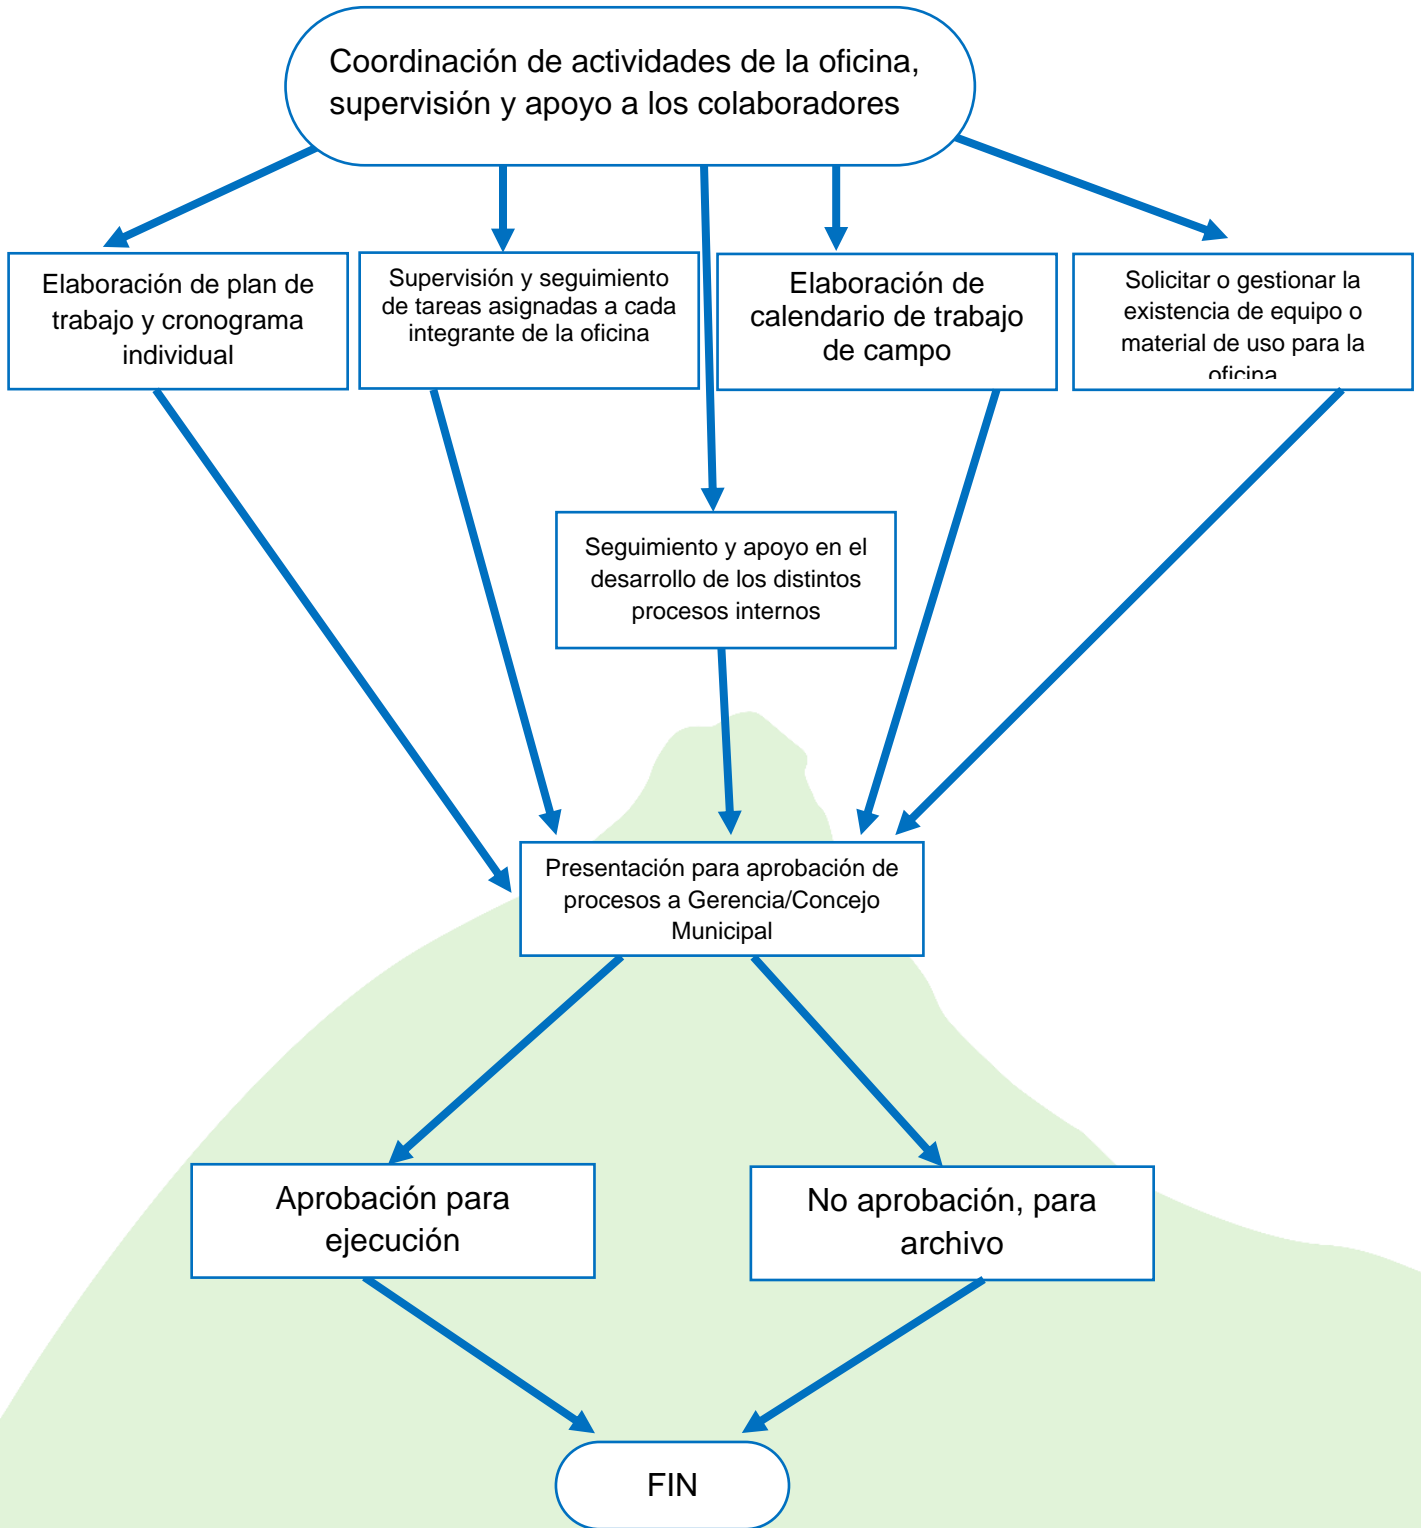 Coordinación de actividades de la oficina,
supervisión y apoyo a los colaboradores
Elaboración de plan de
trabajo y cronograma
individual
Supervisión y seguimiento
de tareas asignadas a cada
integrante de la oficina
Elaboración de
calendario de trabajo
de campo
Solicitar o gestionar la
existencia de equipo o
material de uso para la
oficina
Seguimiento y apoyo en el
desarrollo de los distintos
procesos internos
Presentación para aprobación de
procesos a Gerencia/Concejo
Municipal
Aprobación para
ejecución
No aprobación, para
archivo
FIN